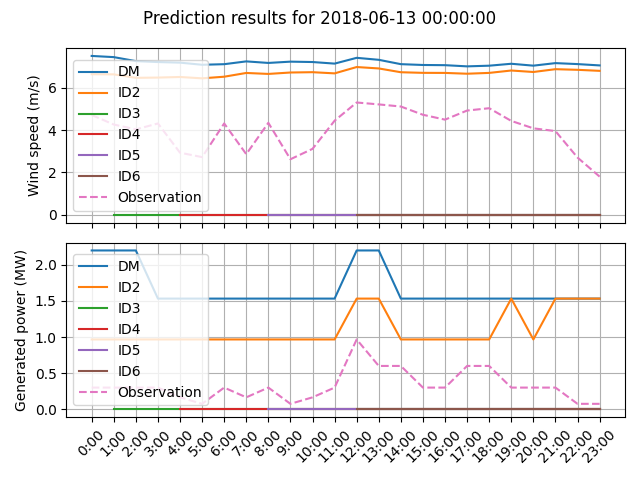 Prediction results for 2018-06-13 00:00:00
Wind speed (m/s)
6
4
2
0
DM
ID2
ID3
ID4
ID5
ID6
Observation
Generated power (MW)
2.0
1.5
1.0
0.5
0.0
DM
ID2
ID3
ID4
ID5
ID6
Observation
0:00 1:00 2:00 3:00 4:00 5:00 6:00 7:00 8:00 9:00 10:00 11:00 12:00 13:00 14:00 15:00 16:00 17:00 18:00 19:00 20:00 21:00 22:00 23:00